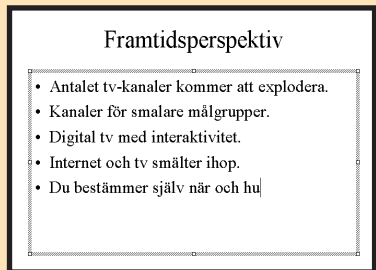 Framtidsperspektiv
• Antalet tv-kanaler kommer att explodera.
• Kanaler för smalare målgrupper.
• Digital tv med interaktivitet.
• Internet och tv smälter ihop.
• Du bestämmer själv när och hu